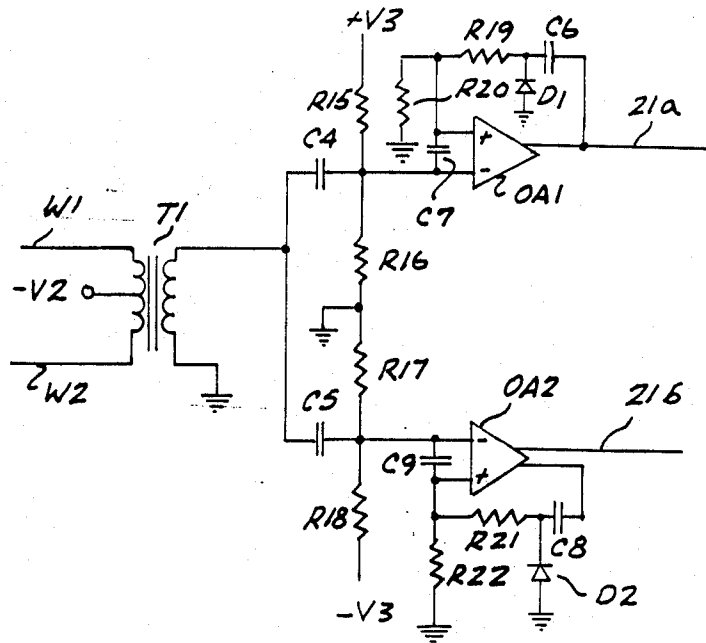 +V3
R19
C6
R15
R20
D1
21a
C4
+
-
OA1
C7
W1
T1
R16
-V2
R17
W2
C5
OA2
21b
C9
-
+
R18
R21
C8
R22
D2
-V3